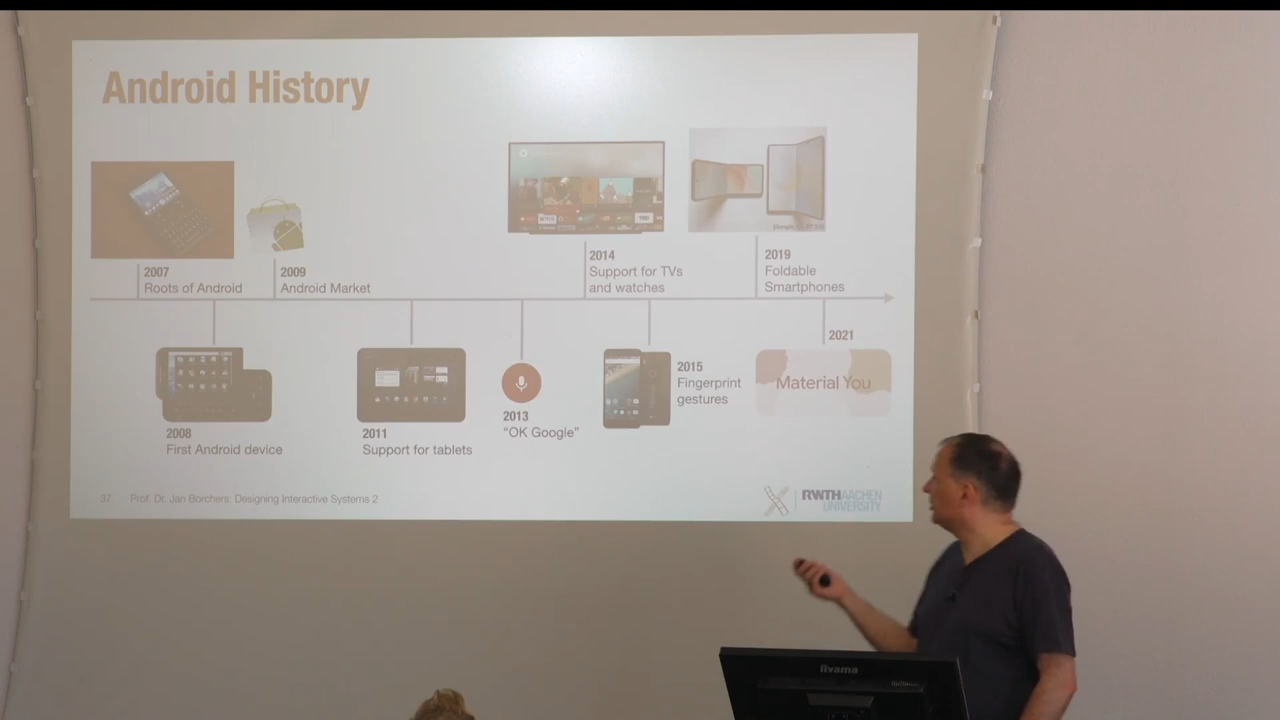 Android History
2007
Roots of Android
2009
Android Market
2014
Support for TVs
and watches
2019
Foldable
Smartphones
2008
First Android device
2011
Support for tablets
2013
“OK Google”
2015
Fingerprint
gestures
2021
Material You
37 Prof. Dr. Jan Borchers: Designing Interactive Systems 2
RWTHAACHEN
UNIVERSITY
iiyama